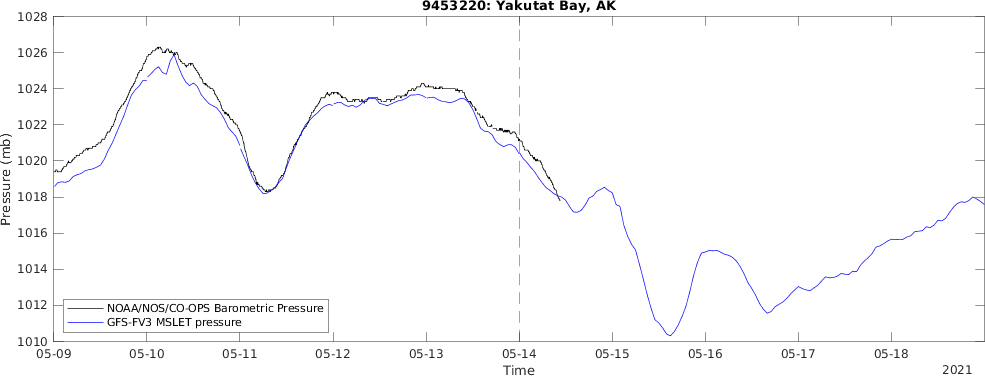 9453220: Yakutat Bay, AK
Pressure (mb)
1028
1026
1024
1022
1020
1018
1016
1014
1012
1010
NOAA/NOS/CO-OPS Barometric Pressure
GFS-FV3 MSLET pressure
05-09 05-10 05-11 05-12 05-13 05-14 05-15 05-16 05-17 05-18
Time
2021